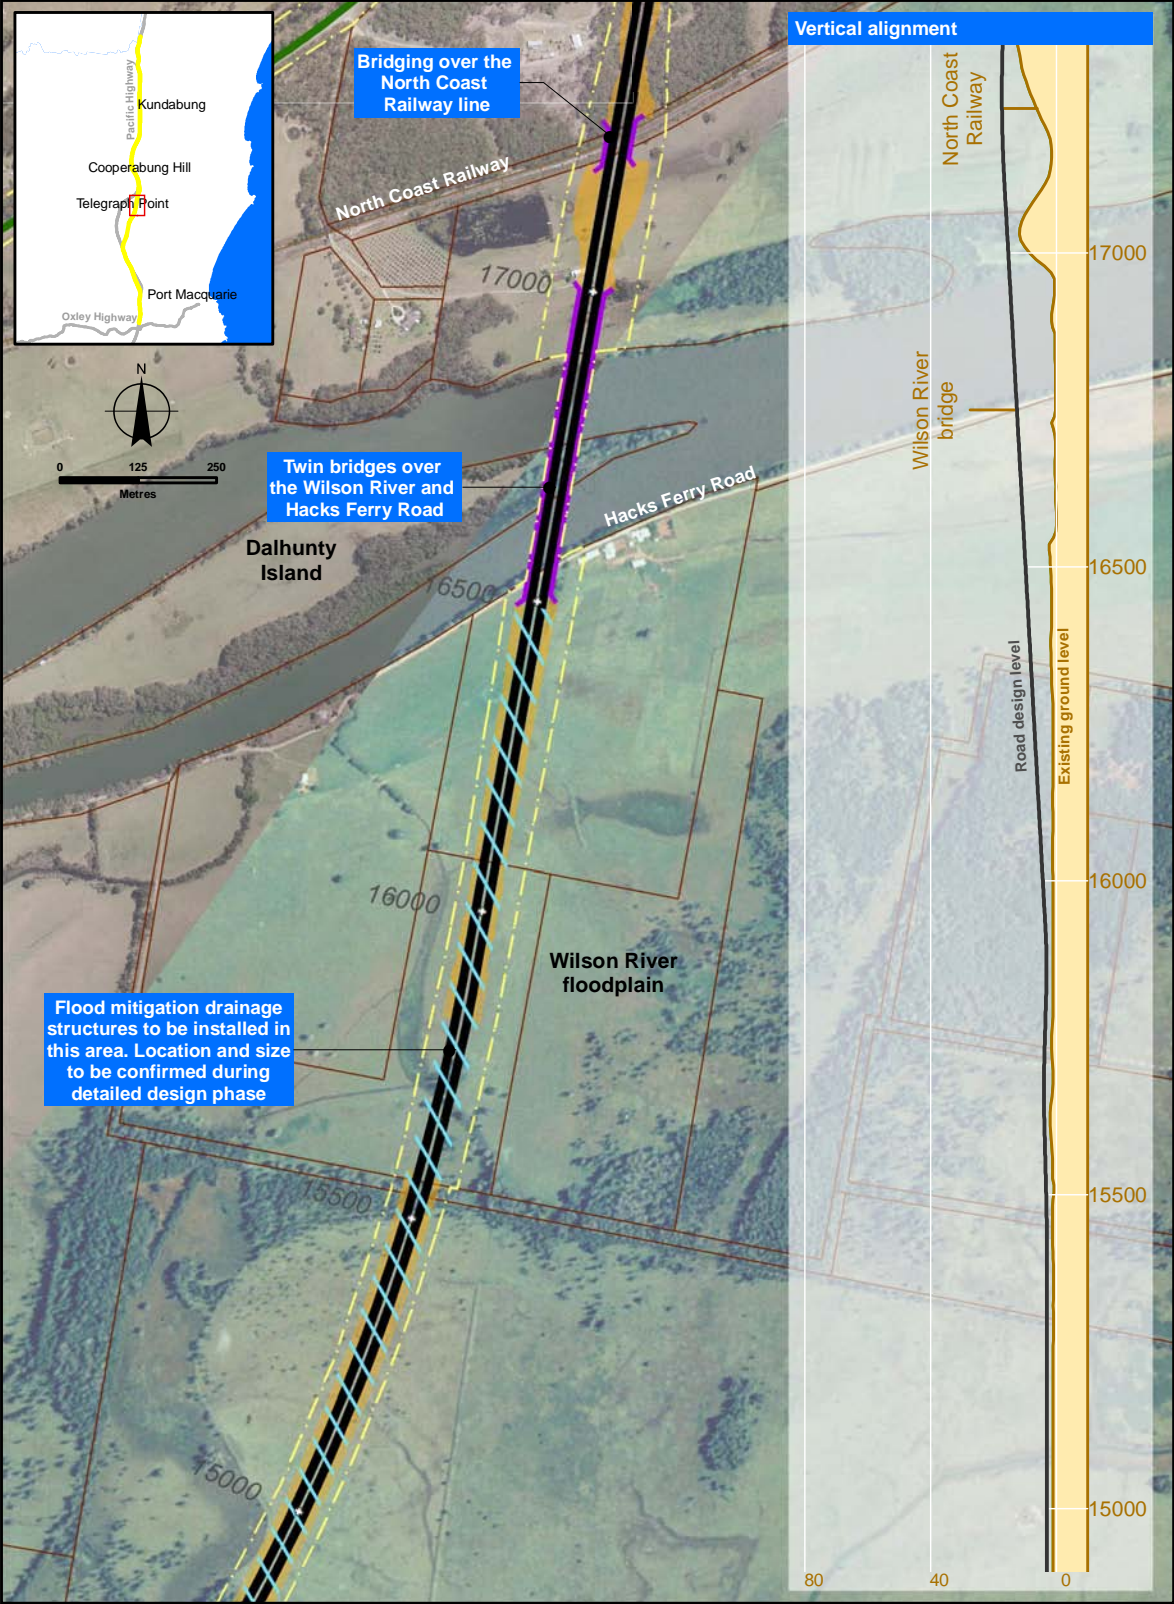 Vertical alignment
Pacific Highway
Kundabung
Cooperabung Hill
Telegraph Point
Port Macquarie
Oxley Highway
N
0 125 250
Metres
Bridging over the
North Coast
Railway line
North Coast Railway
17000
Twin bridges over
the Wilson River and
Hacks Ferry Road
Hacks Ferry Road
Dalhunty
Island
16500
16000
Wilson River
floodplain
Flood mitigation drainage
structures to be installed in
this area. Location and size
to be confirmed during
detailed design phase
15500
15000
North Coast
Railway
17000
Wilson River
bridge
16500
Road design level
Existing ground level
16000
15500
15000
80 40 0